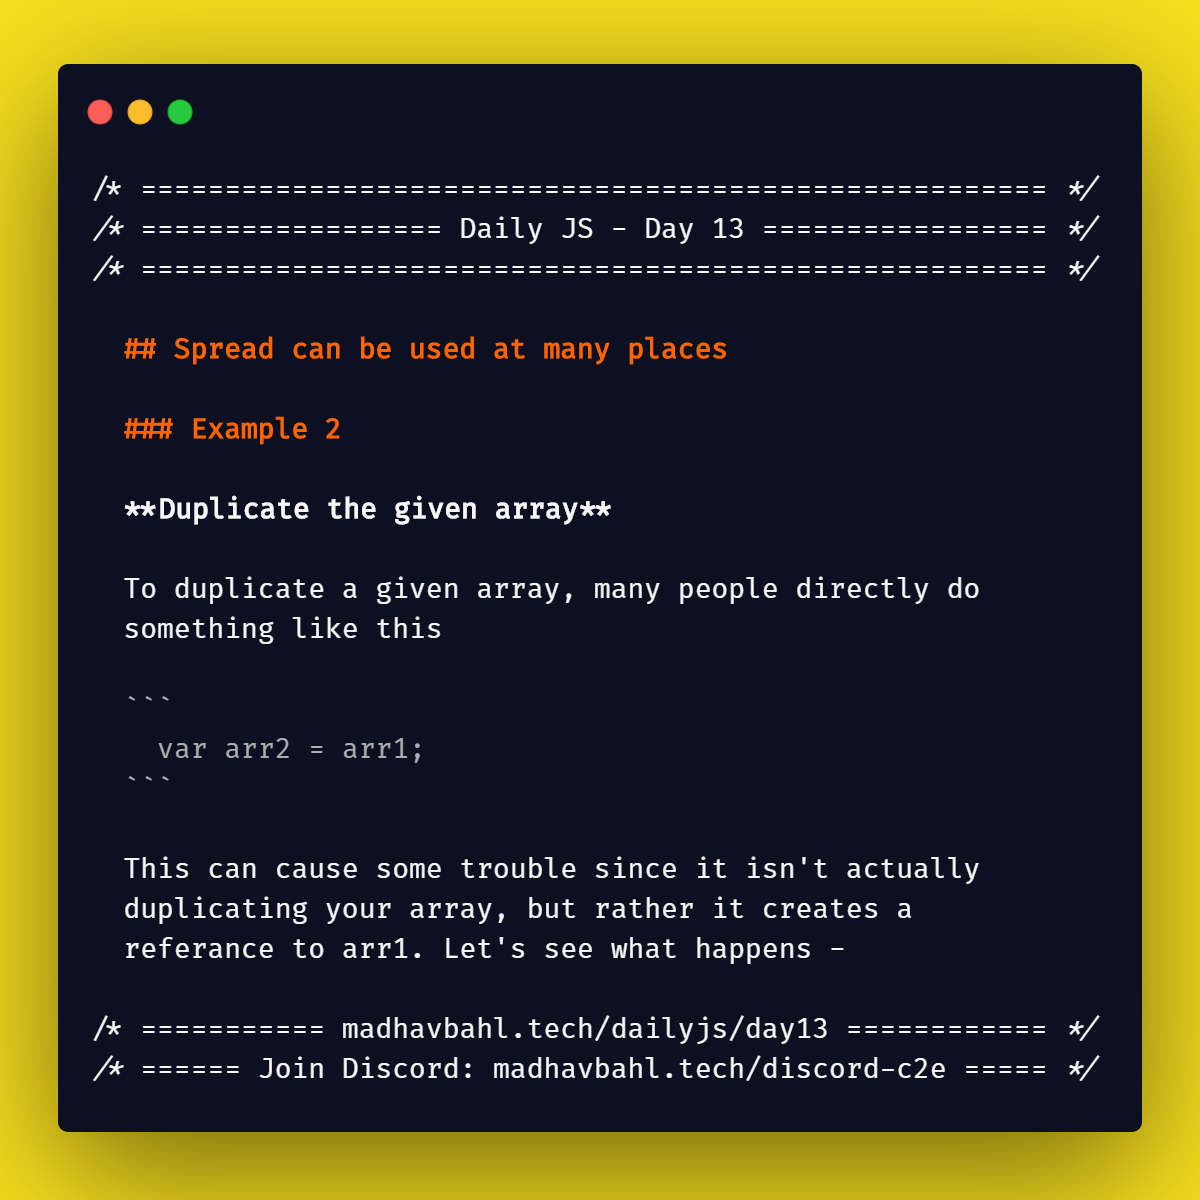 /* ====================================================== */
/* ================== Daily JS - Day 13 ================= */
/* ====================================================== */
## Spread can be used at many places
### Example 2
**Duplicate the given array**
To duplicate a given array, many people directly do
something like this
```
var arr2 = arr1;
```
This can cause some trouble since it isn't actually
duplicating your array, but rather it creates a
referance to arr1. Let's see what happens -
/* =========== madhavbahl.tech/dailyjs/day13 ============ */
/* ====== Join Discord: madhavbahl.tech/discord-c2e ===== */